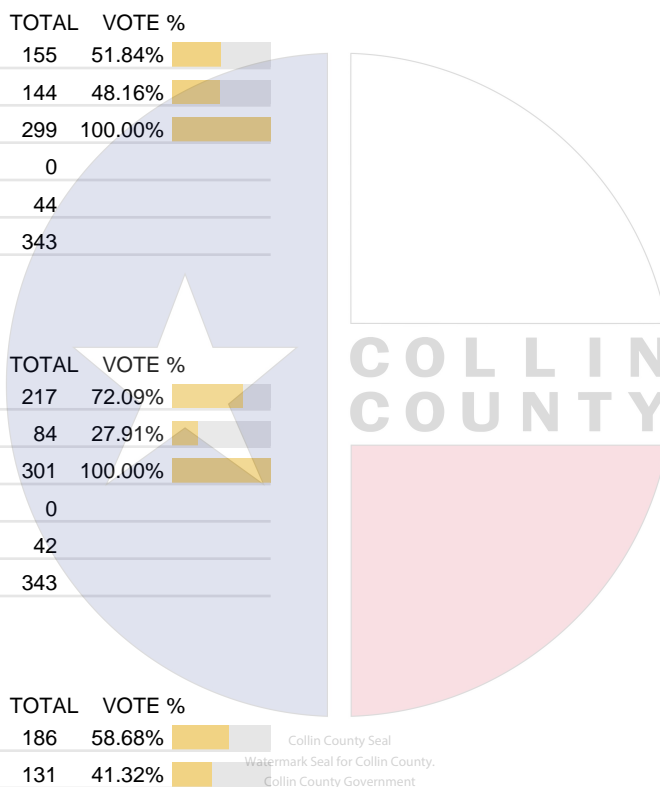 TOTAL VOTE %
155 51.84%
144 48.16%
299 100.00%
0
44
343
TOTAL VOTE %
217 72.09%
84 27.91%
301 100.00%
0
42
343
COLLIN
COUNTY
TOTAL VOTE %
186 58.68%
131 41.32%
Collin County Seal
Watermark Seal for Collin County.
Collin County Government